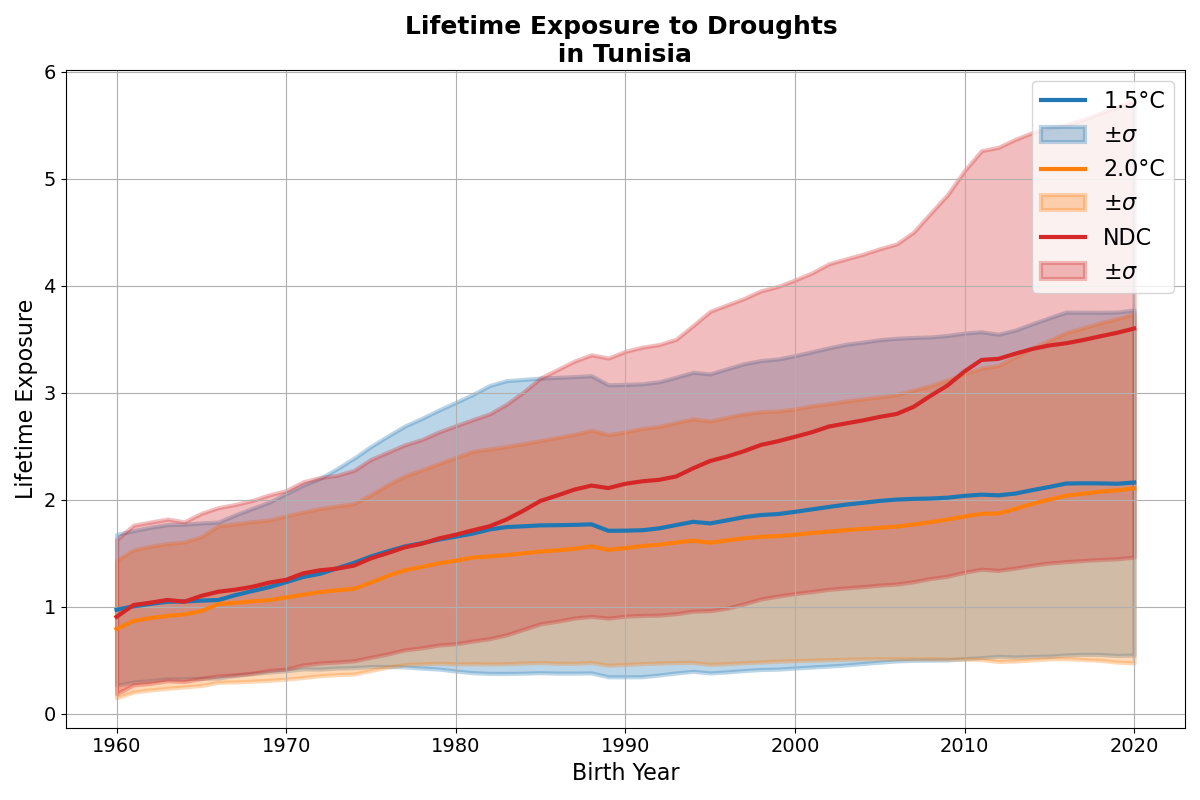 Lifetime Exposure to Droughts
in Tunisia
6
5
4
3
2
1
0
Lifetime Exposure
1960
1970
1980
1990
2000
2010
2020
Birth Year
1.5°C
±σ
2.0°C
±σ
NDC
±σ